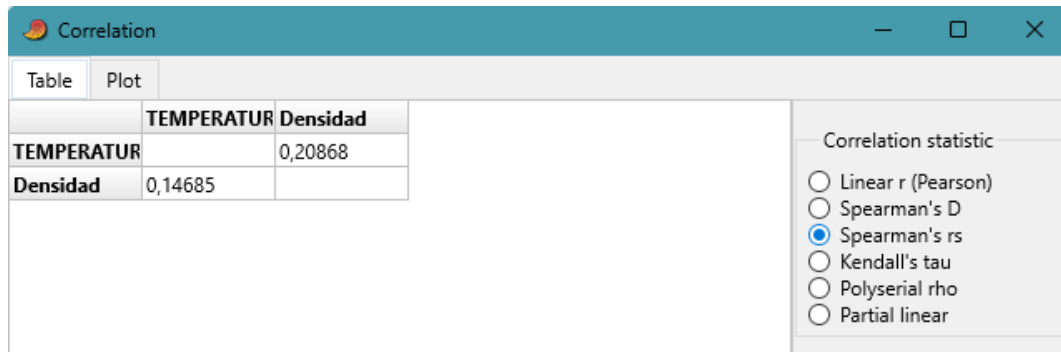 Correlation
Table Plot
TEMPERATUR Densidad
TEMPERATUR 0,20868
Densidad 0,14685
Correlation statistic
Linear r (Pearson)
Spearman's D
Spearman's rs
Kendall's tau
Polyserial rho
Partial linear